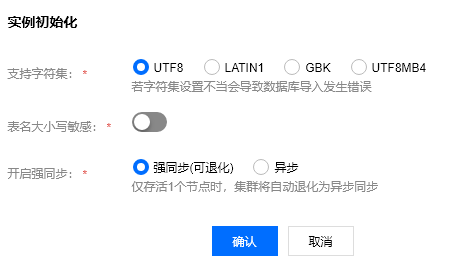 实例初始化
支持字符集： * UTF8 LATIN1 GBK UTF8MB4
若字符集设置不当会导致数据库导入发生错误
表名大小写敏感： *
开启强同步： * 强同步(可退化) 异步
仅存活1个节点时，集群将自动退化为异步同步
确认 取消